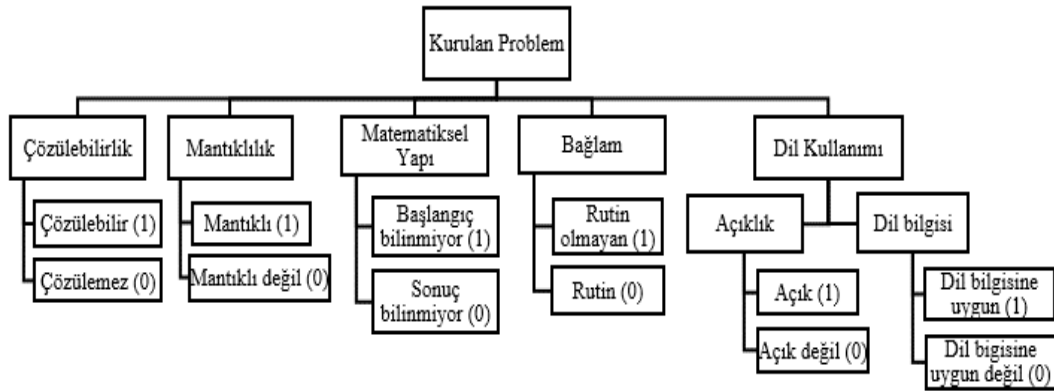 Kurulan Problem
Çözülebilirlik
Mantıklılık
Matematiksel
Yapı
Bağlam
Dil Kullanımı
Çözülebilir (1)
Çözülemez (0)
Mantıklı (1)
Mantıklı değil (0)
Başlangıç
bilinmiyor (1)
Sonuç
bilinmiyor (0)
Rutin
olmayan (1)
Rutin (0)
Açıklık
Dil bilgisi
Açık (1)
Açık değil (0)
Dil bilgisine
uygun (1)
Dil bigisine
uygun değil (0)